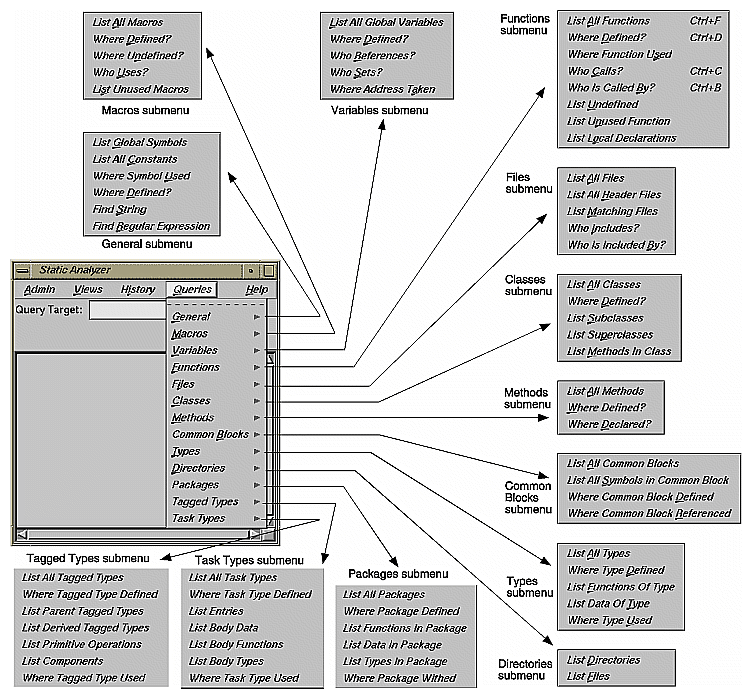 List All Macros
Where Defined?
Where Undefined?
Who Uses?
List Unused Macros
Macros submenu
List All Global Variables
Where Defined?
Who References?
Who Sets?
Where Address Taken
Variables submenu
Functions
submenu
List All Functions Ctrl+F
Where Defined? Ctrl+D
Where Function Used
Who Calls? Ctrl+C
Who Is Called By? Ctrl+B
List Undefined
List Unused Function
List Local Declarations
List Global Symbols
List All Constants
Where Symbol Used
Where Defined?
Find String
Find Regular Expression
General submenu
Files
submenu
List All Files
List All Header Files
List Matching Files
Who Includes?
Who Is Included By?
Static Analyzer
Admin Views History Queries Help
Query Target:
General
Macros
Variables
Functions
Files
Classes
Methods
Common Blocks
Types
Directories
Packages
Tagged Types
Task Types
Classes
submenu
List All Classes
Where Defined?
List Subclasses
List Superclasses
List Methods In Class
Methods
submenu
List All Methods
Where Defined?
Where Declared?
Common
Blocks
submenu
List All Common Blocks
List All Symbols in Common Block
Where Common Block Defined
Where Common Block Referenced
Types
submenu
List All Types
Where Type Defined
List Functions Of Type
List Data Of Type
Where Type Used
Directories
submenu
List Directories
List Files
Tagged Types submenu
List All Tagged Types
Where Tagged Type Defined
List Parent Tagged Types
List Derived Tagged Types
List Primitive Operations
List Components
Where Tagged Type Used
Task Types submenu
List All Task Types
Where Task Type Defined
List Entries
List Body Data
List Body Functions
List Body Types
Where Task Type Used
Packages submenu
List All Packages
Where Package Defined
List Functions In Package
List Data in Package
List Types In Package
Where Package Withed